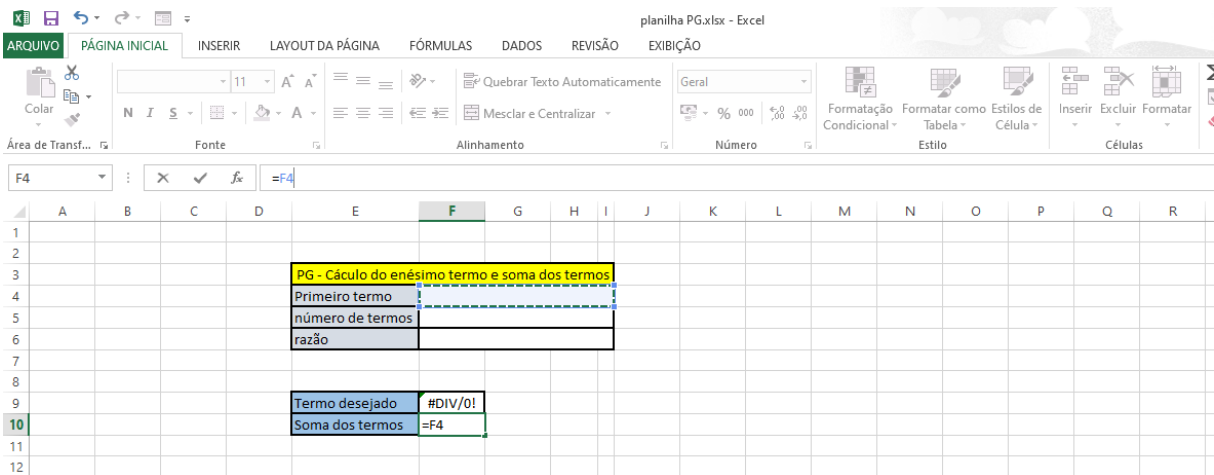 planilha PG.xlsx - Excel
ARQUIVO PÁGINA INICIAL INSERIR LAYOUT DA PÁGINA FÓRMULAS DADOS REVISÃO EXIBIÇÃO
11 A A Quebrar Texto Automaticamente Geral
Colar N I S A Mesclar e Centralizar % 000 Formatação Condicional Formatar como Tabela Estilos de Célula Inserir Excluir Formatar
Área de Transf... Fonte Alinhamento Número Estilo Células
F4 fx =F4
A B C D E F G H I J K L M N O P Q R
1
2
3 PG - Cáculo do enésimo termo e soma dos termos
4 Primeiro termo
5 número de termos
6 razão
7
8
9 Termo desejado #DIV/0!
10 Soma dos termos =F4
11
12